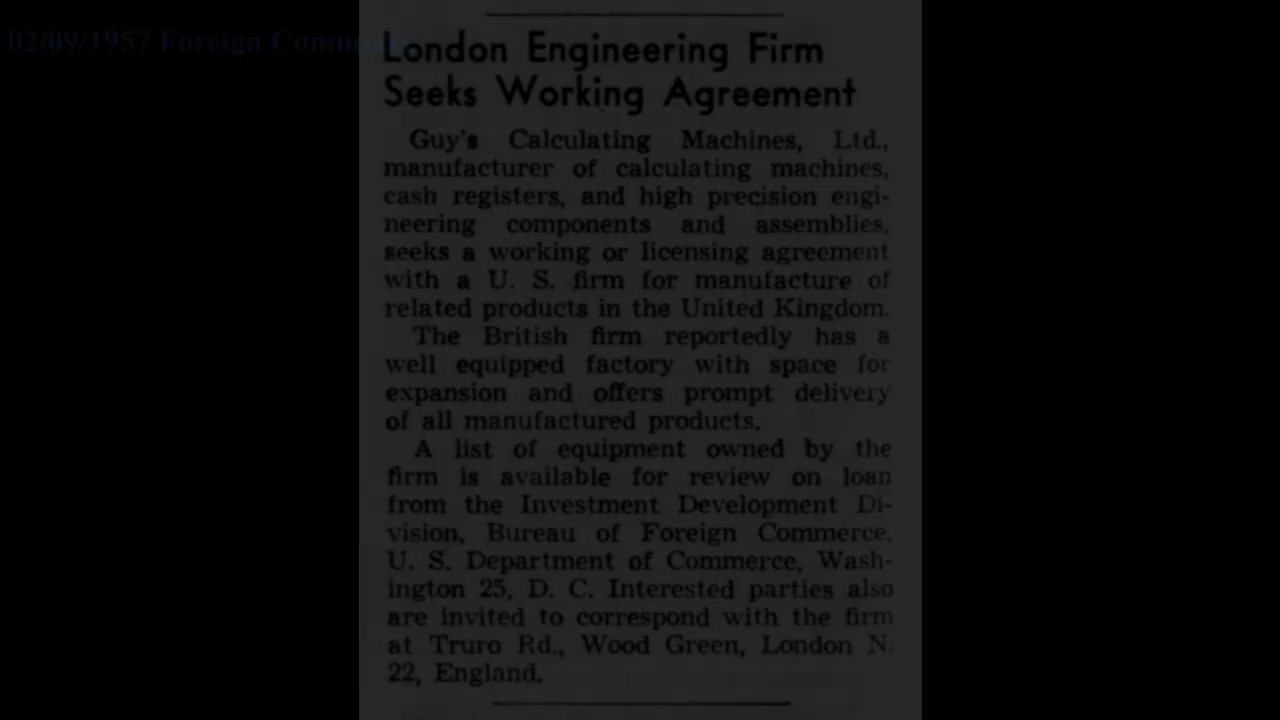 02/09/1957 Foreign Comm
London Engineering Firm
Seeks Working Agreement
Guy's Calculating Machines, Ltd.,
manufacturer of calculating machines,
cash registers, and high precision engi-
neering components and assemblies,
seeks a working or licensing agreement
with a U. S. firm for manufacture of
related products in the United Kingdom.
The British firm reportedly has a
well equipped factory with space for
expansion and offers prompt delivery
of all manufactured products.
A list of equipment owned by the
firm is available for review on loan
from the Investment Development Di-
vision, Bureau of Foreign Commerce,
U. S. Department of Commerce, Wash-
ington 25, D. C. Interested parties also
are invited to correspond with the firm
at Truro Rd., Wood Green, London N.
22, England.